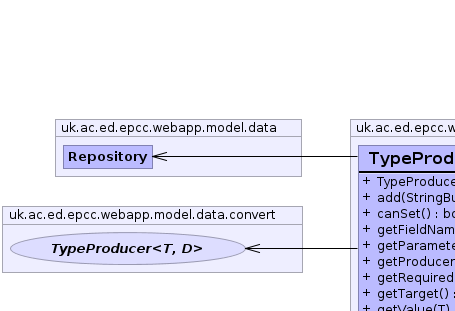 uk.ac.ed.epcc.webapp.model.data
Repository
uk.ac.ed.epcc.webapp.model.data.convert
TypeProducer<T, D>
uk.ac.ed.epcc.w
TypeProd
+ TypeProduce
+ add(StringBu
+ canSet() : bo
+ getFieldNam
+ getParamete
+ getProducer
+ getRequired
+ getTarget() :
+ getValue(T)